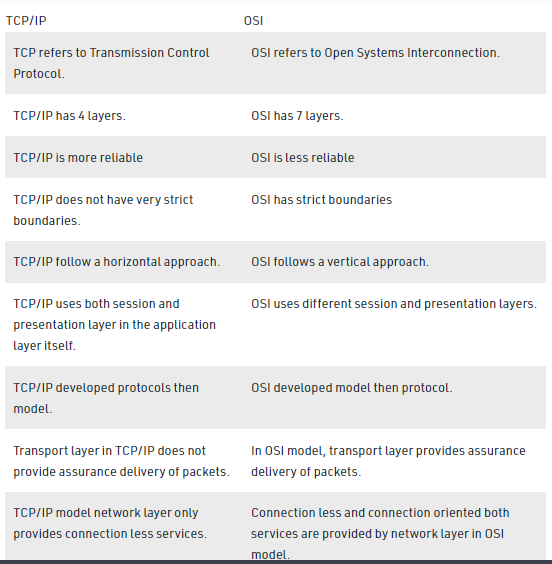 TCP/IP OSI
TCP refers to Transmission Control
Protocol.
OSI refers to Open Systems Interconnection.
TCP/IP has 4 layers.
OSI has 7 layers.
TCP/IP is more reliable
OSI is less reliable
TCP/IP does not have very strict
boundaries.
OSI has strict boundaries
TCP/IP follow a horizontal approach.
OSI follows a vertical approach.
TCP/IP uses both session and
presentation layer in the application
layer itself.
OSI uses different session and presentation layers.
TCP/IP developed protocols then
model.
OSI developed model then protocol.
Transport layer in TCP/IP does not
provide assurance delivery of packets.
In OSI model, transport layer provides assurance
delivery of packets.
TCP/IP model network layer only
provides connection less services.
Connection less and connection oriented both
services are provided by network layer in OSI
model.